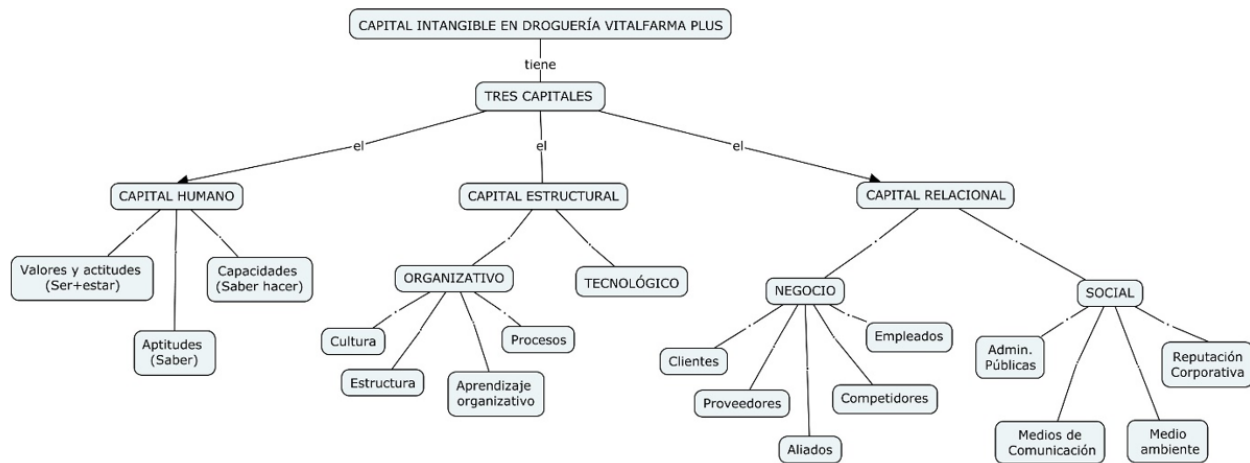 CAPITAL INTANGIBLE EN DROGUERÍA VITALFARMA PLUS
tiene
TRES CAPITALES
el
el
el
CAPITAL HUMANO
CAPITAL ESTRUCTURAL
CAPITAL RELACIONAL
Valores y actitudes
(Ser+estar)
Capacidades
(Saber hacer)
Aptitudes
(Saber)
ORGANIZATIVO
TECNOLÓGICO
Cultura
Procesos
Estructura
Aprendizaje
organizativo
NEGOCIO
SOCIAL
Clientes
Empleados
Proveedores
Competidores
Aliados
Admin.
Públicas
Reputación
Corporativa
Medios de
Comunicación
Medio
ambiente